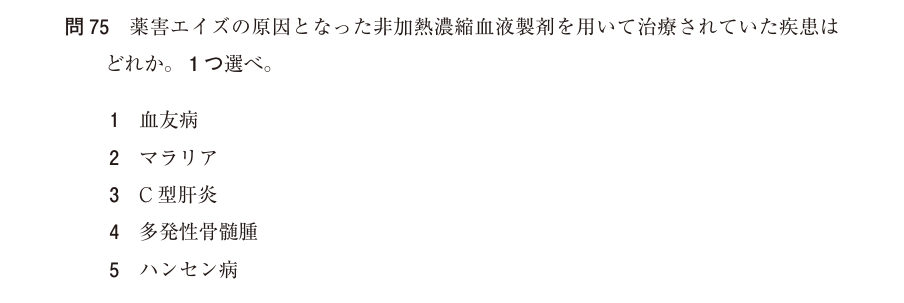 問75　薬害エイズの原因となった非加熱濃縮血液製剤を用いて治療されていた疾患は
どれか。1つ選べ。
1　血友病
2　マラリア
3　C型肝炎
4　多発性骨髄腫
5　ハンセン病